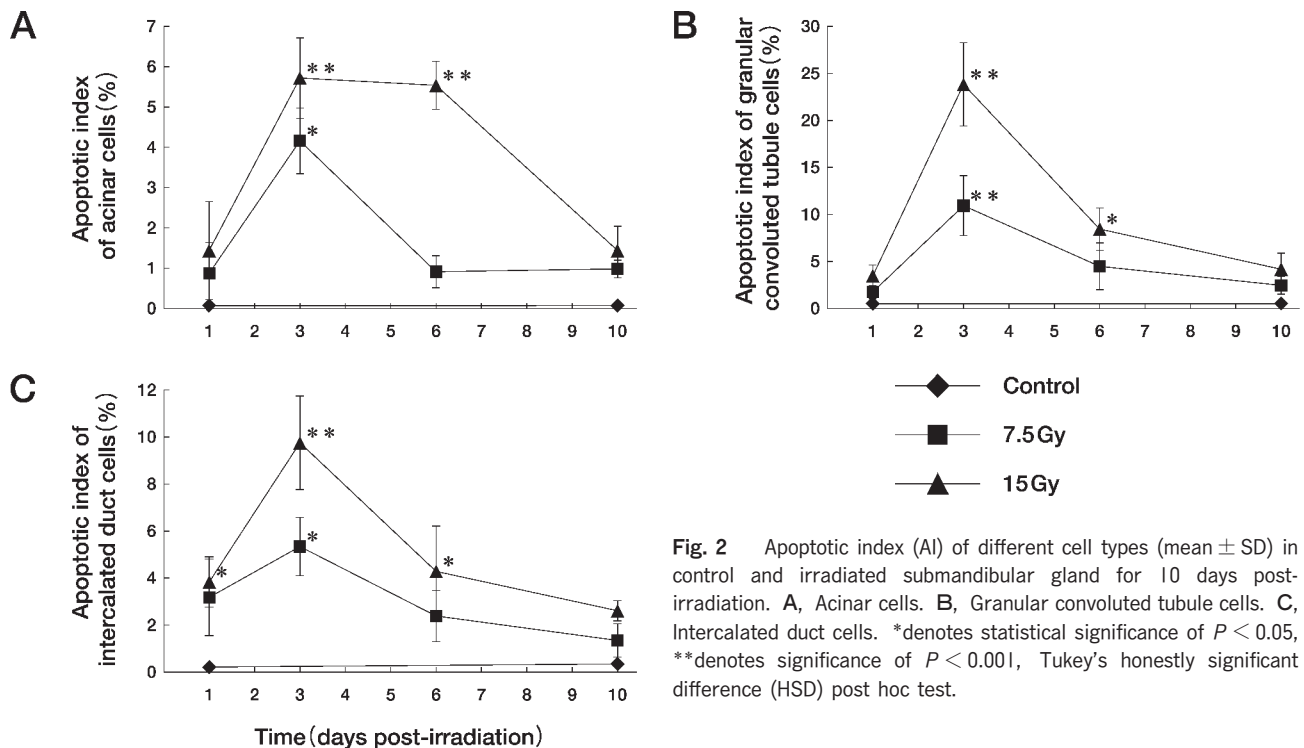 A
Apoptotic index
of acinar cells (%)
7
6
5
4
3
2
1
0
** **
*
1 2 3 4 5 6 7 8 9 10
B
Apoptotic index of granular
convoluted tubule cells (%)
30
25
20
15
10
5
0
**
**
*
1 2 3 4 5 6 7 8 9 10
C
Apoptotic index of
intercalated duct cells (%)
12
10
8
6
4
2
0
**
*
* *
1 2 3 4 5 6 7 8 9 10
Time (days post-irradiation)
Control
7.5Gy
15Gy
Fig. 2 Apoptotic index (AI) of different cell types (mean ± SD) in
control and irradiated submandibular gland for 10 days post-
irradiation. A, Acinar cells. B, Granular convoluted tubule cells. C,
Intercalated duct cells. *denotes statistical significance of P < 0.05,
**denotes significance of P < 0.001, Tukey's honestly significant
difference (HSD) post hoc test.